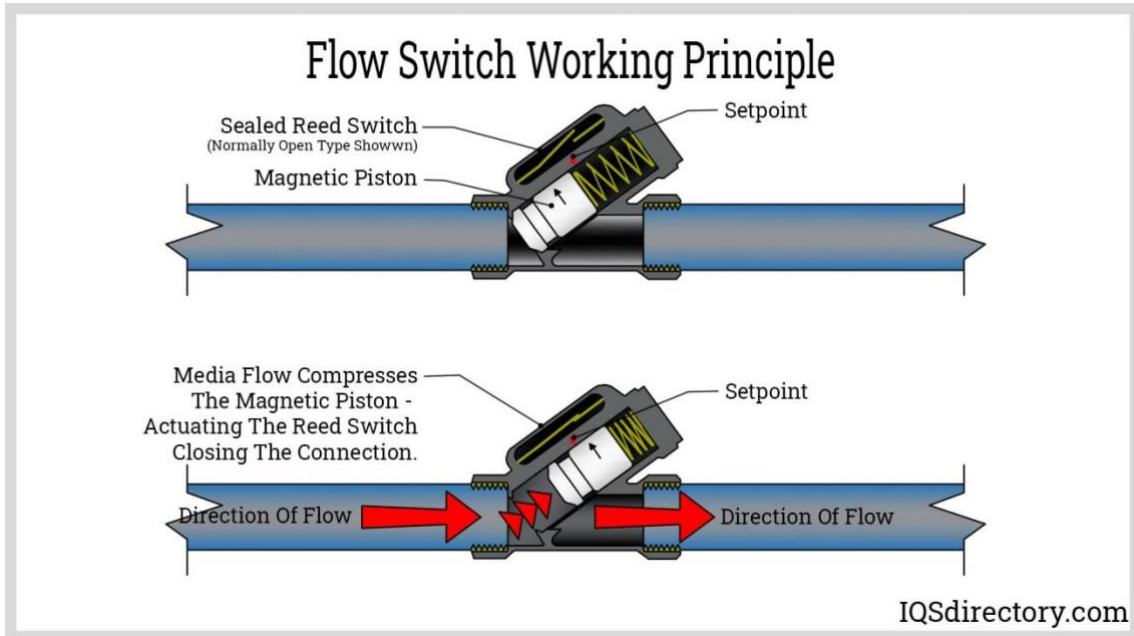 Flow Switch Working Principle
Sealed Reed Switch
(Normally Open Type Showwn)
Magnetic Piston
Setpoint
Media Flow Compresses
The Magnetic Piston -
Actuating The Reed Switch
Closing The Connection.
Setpoint
Direction Of Flow
Direction Of Flow
IQSdirectory.com